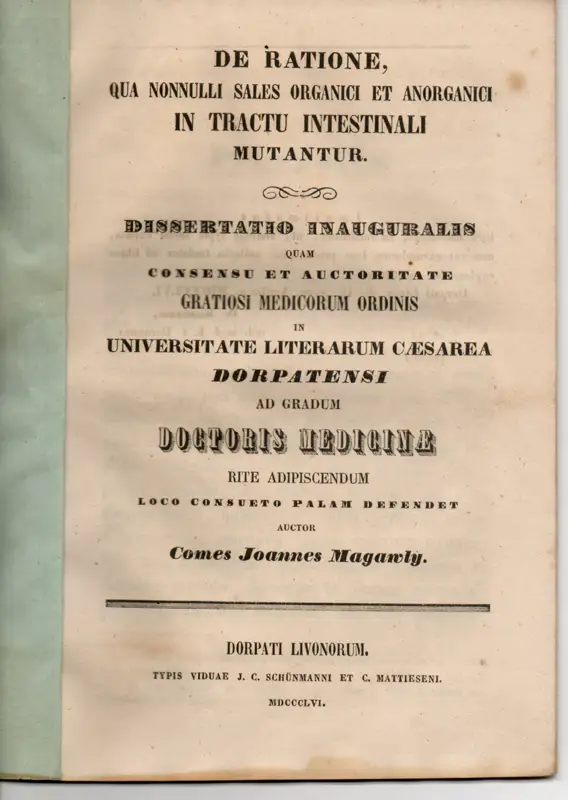 DE RATIONE,
QUA NONNULLI SALES ORGANICI ET ANORGANICI
IN TRACTU INTESTINALI
MUTANTUR.
DISSERTATIO INAUGURALIS
QUAM
CONSENSU ET AUCTORITATE
GRATIOSI MEDICORUM ORDINIS
IN
UNIVERSITATE LITERARUM CÆSAREA
DORPATENSI
AD GRADUM
DOCTORIS MEDICINÆ
RITE ADIPISCENDUM
LOCO CONSUETO PALAM DEFENDET
AUCTOR
Comes Joannes Magawly.
DORPATI LIVONORUM.
TYPIS VIDUAE J. C. SCHÜNMANNI ET C. MATTIESENI.
MDCCCLVI.